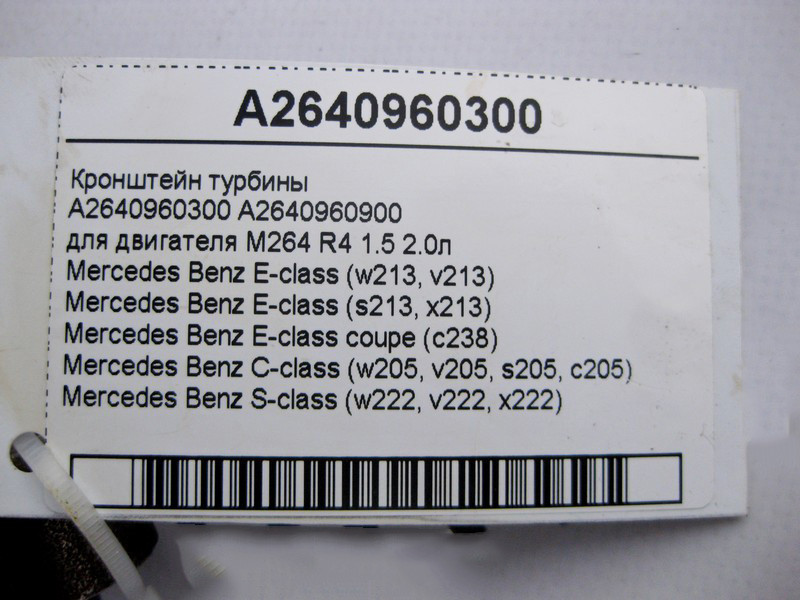 A2640960300
Кронштейн турбины
A2640960300 A2640960900
для двигателя M264 R4 1.5 2.0л
Mercedes Benz E-class (w213, v213)
Mercedes Benz E-class (s213, x213)
Mercedes Benz E-class coupe (c238)
Mercedes Benz C-class (w205, v205, s205, c205)
Mercedes Benz S-class (w222, v222, x222)